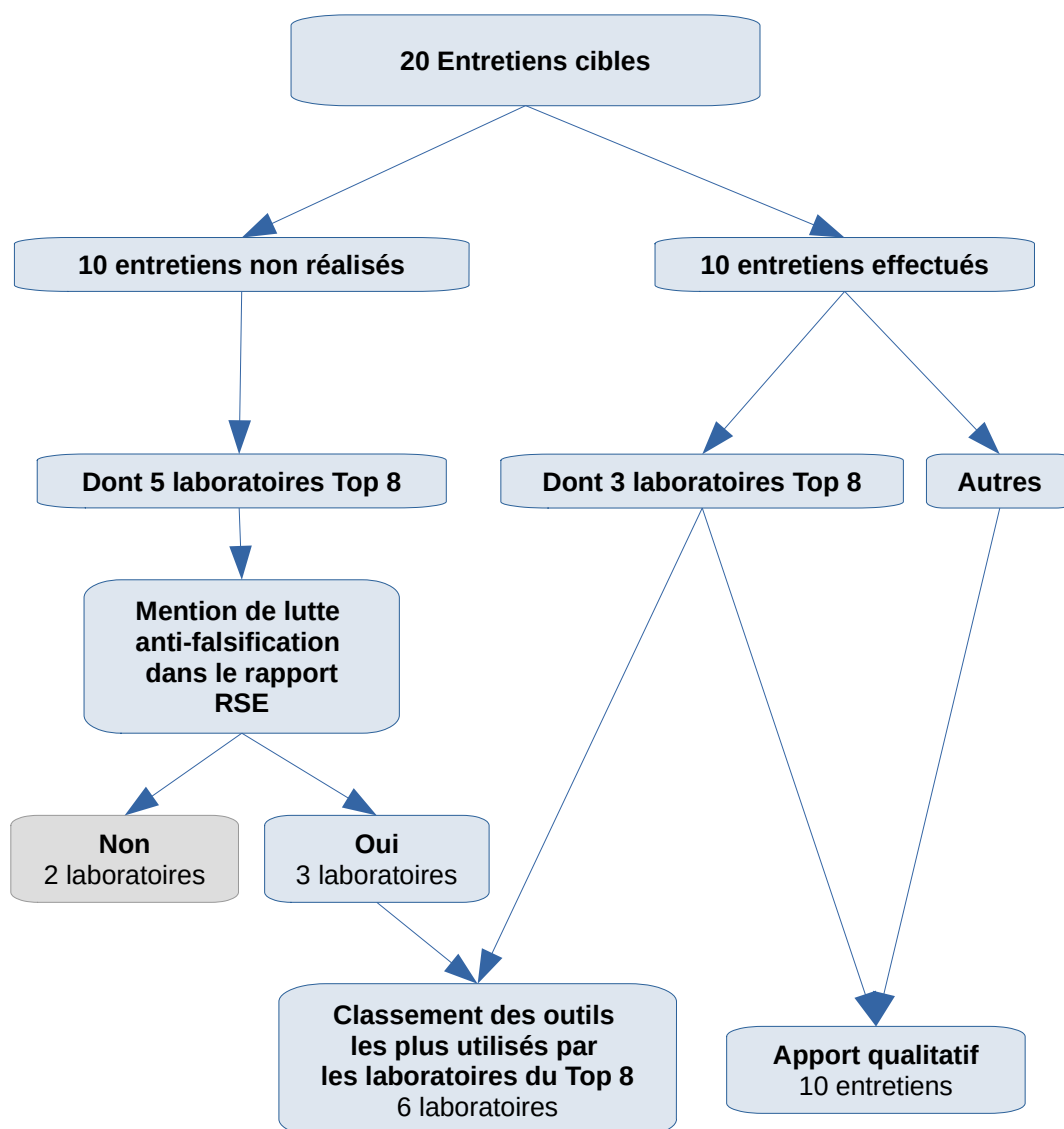 20 Entretiens cibles
10 entretiens non réalisés
10 entretiens effectués
Dont 5 laboratoires Top 8
Dont 3 laboratoires Top 8
Autres
Mention de lutte
anti-falsification
dans le rapport
RSE
Non
2 laboratoires
Oui
3 laboratoires
Classement des outils
les plus utilisés par
les laboratoires du Top 8
6 laboratoires
Apport qualitatif
10 entretiens